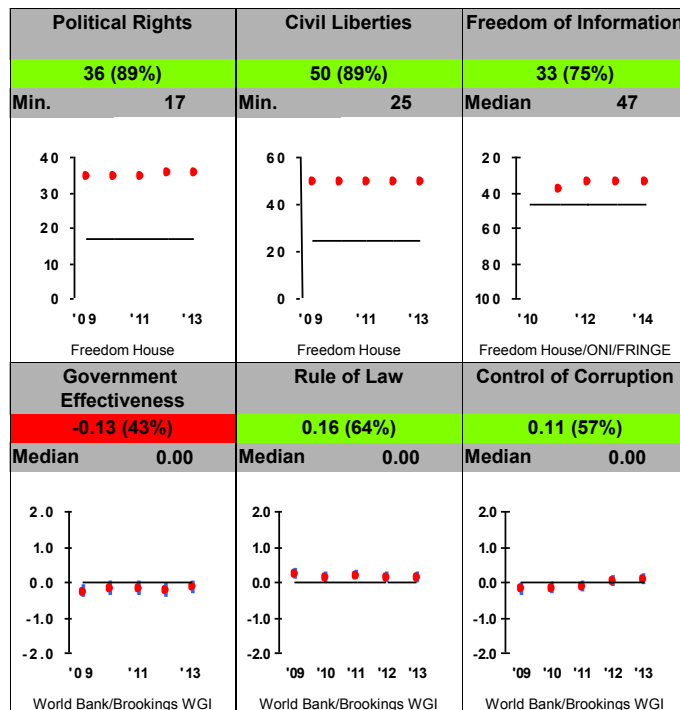 Political Rights
36 (89%)
Min. 17
40
30
20
10
0
'09 '11 '13
Freedom House
Civil Liberties
50 (89%)
Min. 25
60
40
20
0
'09 '11 '13
Freedom House
Freedom of Information
33 (75%)
Median 47
20
40
60
80
100
'10 '12 '14
Freedom House/ONI/FRINGE
Government
Effectiveness
-0.13 (43%)
Median 0.00
2.0
1.0
0.0
-1.0
-2.0
'09 '11 '13
World Bank/Brookings WGI
Rule of Law
0.16 (64%)
Median 0.00
2.0
1.0
0.0
-1.0
-2.0
'09 '10 '11 '12 '13
World Bank/Brookings WGI
Control of Corruption
0.11 (57%)
Median 0.00
2.0
1.0
0.0
-1.0
-2.0
'09 '10 '11 '12 '13
World Bank/Brookings WGI